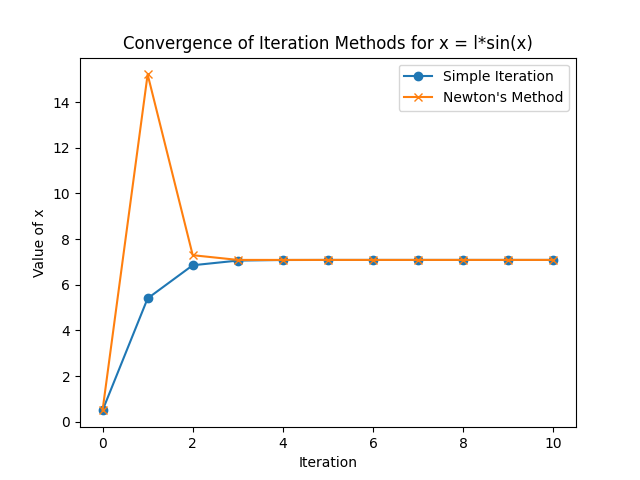 Convergence of Iteration Methods for x = l*sin(x)
Simple Iteration
Newton's Method
Value of x
14
12
10
8
6
4
2
0
0 2 4 6 8 10
Iteration